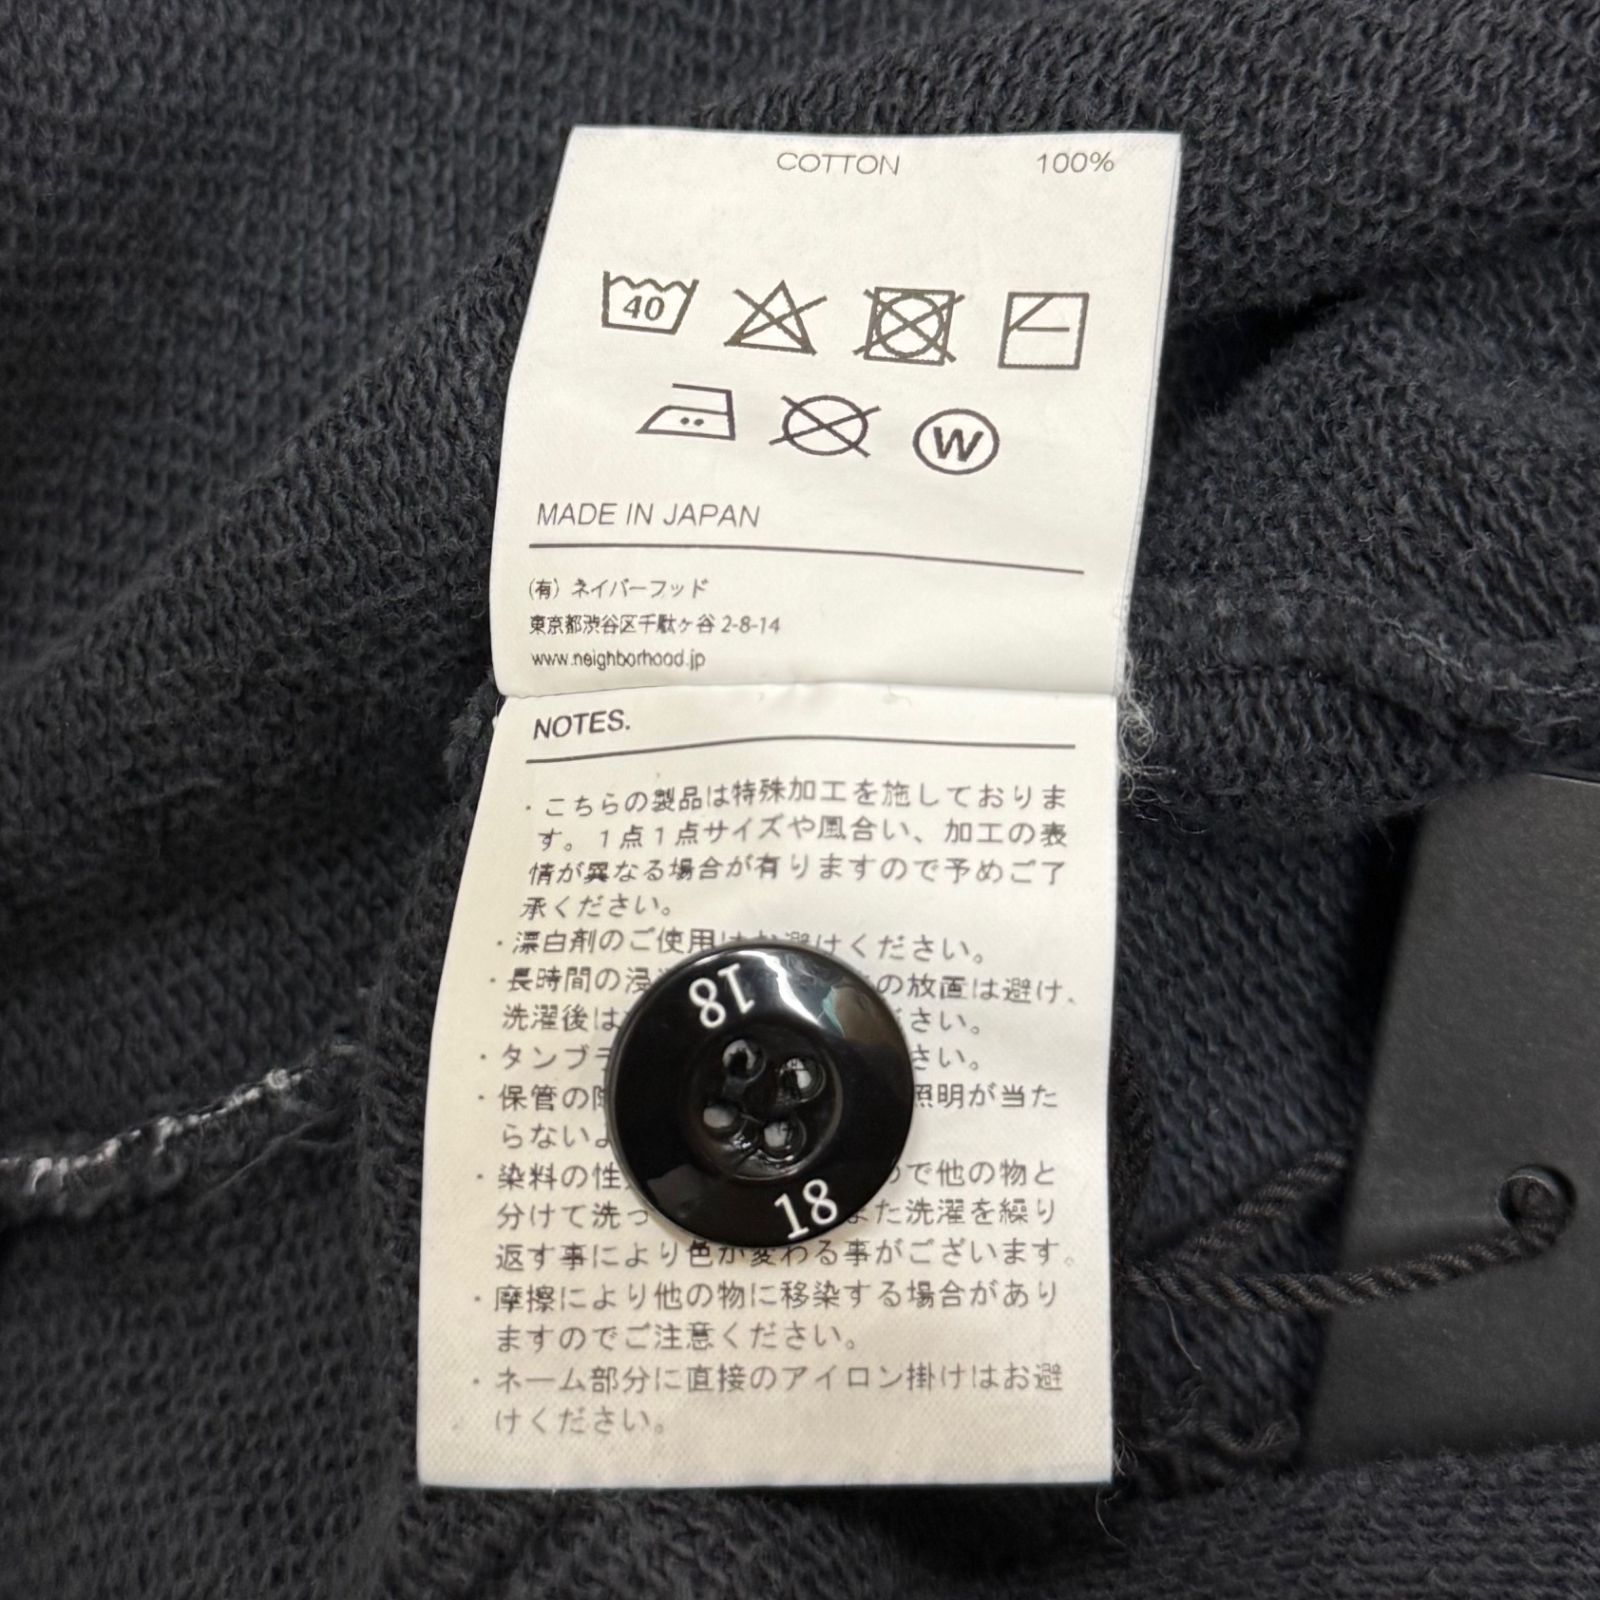 COTTON 100%
40
W
MADE IN JAPAN
(有) ネイバーフッド
東京都渋谷区千駄ヶ谷 2-8-14
www.neighborhood.jp
NOTES.
・こちらの製品は特殊加工を施しておりま
す。1点1点サイズや風合い、加工の表
情が異なる場合が有りますので予めご了
承ください。
・漂白剤のご使用はお避けください。
・長時間の浸 の放置は避け、
洗濯後は ださい。
・タンブラ さい。
・保管の際 照明が当た
らないよ
・染料の性 ので他の物と
分けて洗っ また洗濯を繰り
返す事により色が変わる事がございます。
・摩擦により他の物に移染する場合があり
ますのでご注意ください。
・ネーム部分に直接のアイロン掛けはお避
けください。
18
18